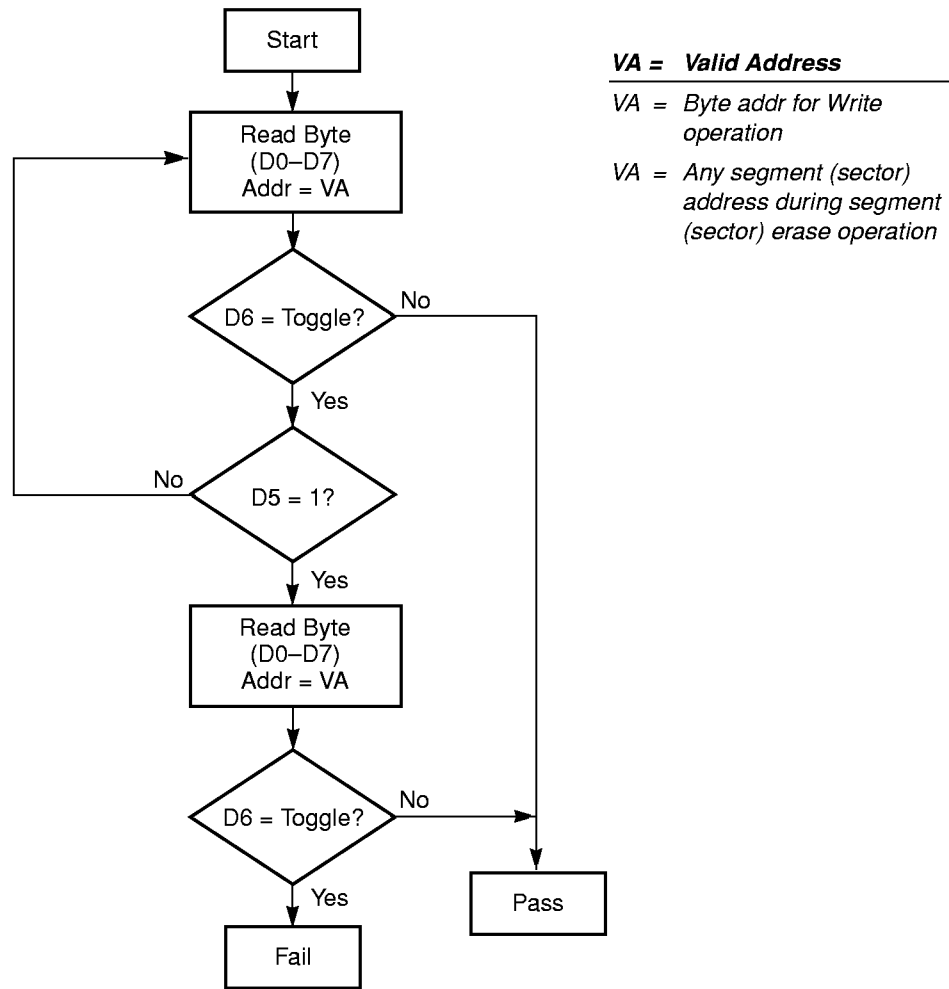 Start
Read Byte
(D0–D7)
Addr = VA
D6 = Toggle?
No
Yes
D5 = 1?
No
Yes
Read Byte
(D0–D7)
Addr = VA
D6 = Toggle?
No
Yes
Pass
Fail
VA = Valid Address
VA = Byte addr for Write
operation
VA = Any segment (sector)
address during segment
(sector) erase operation